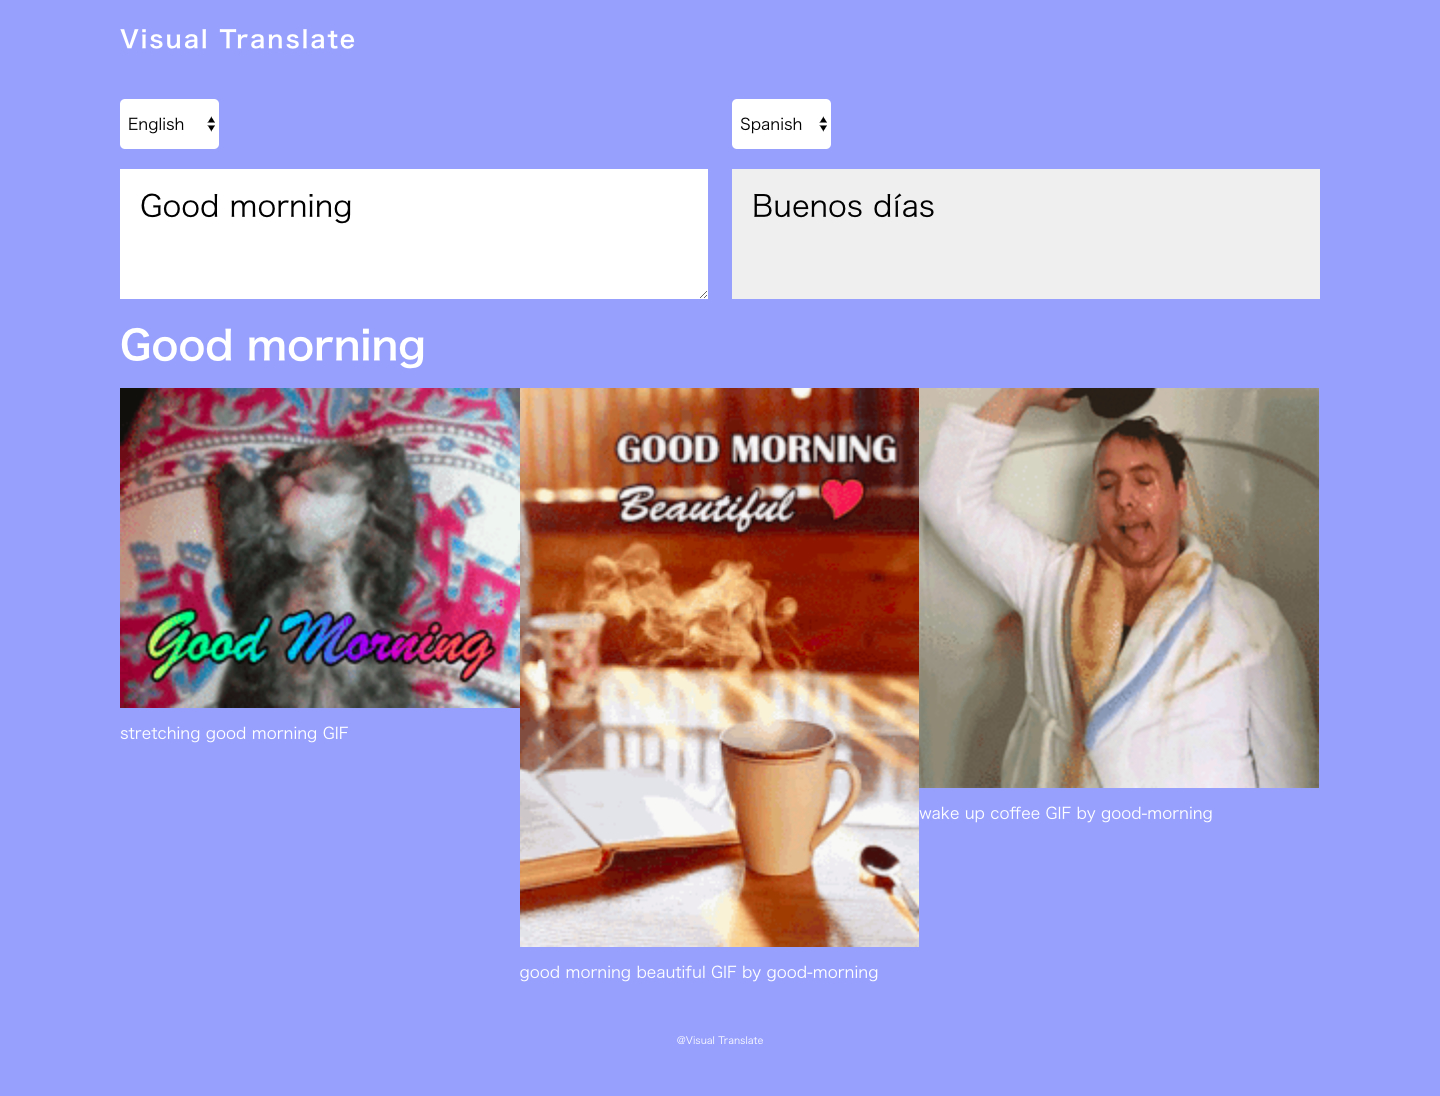 Visual Translate
English
Spanish
Good morning
Buenos días
Good morning
Good Morning
GOOD MORNING
Beautiful
stretching good morning GIF
wake up coffee GIF by good-morning
good morning beautiful GIF by good-morning
@Visual Translate